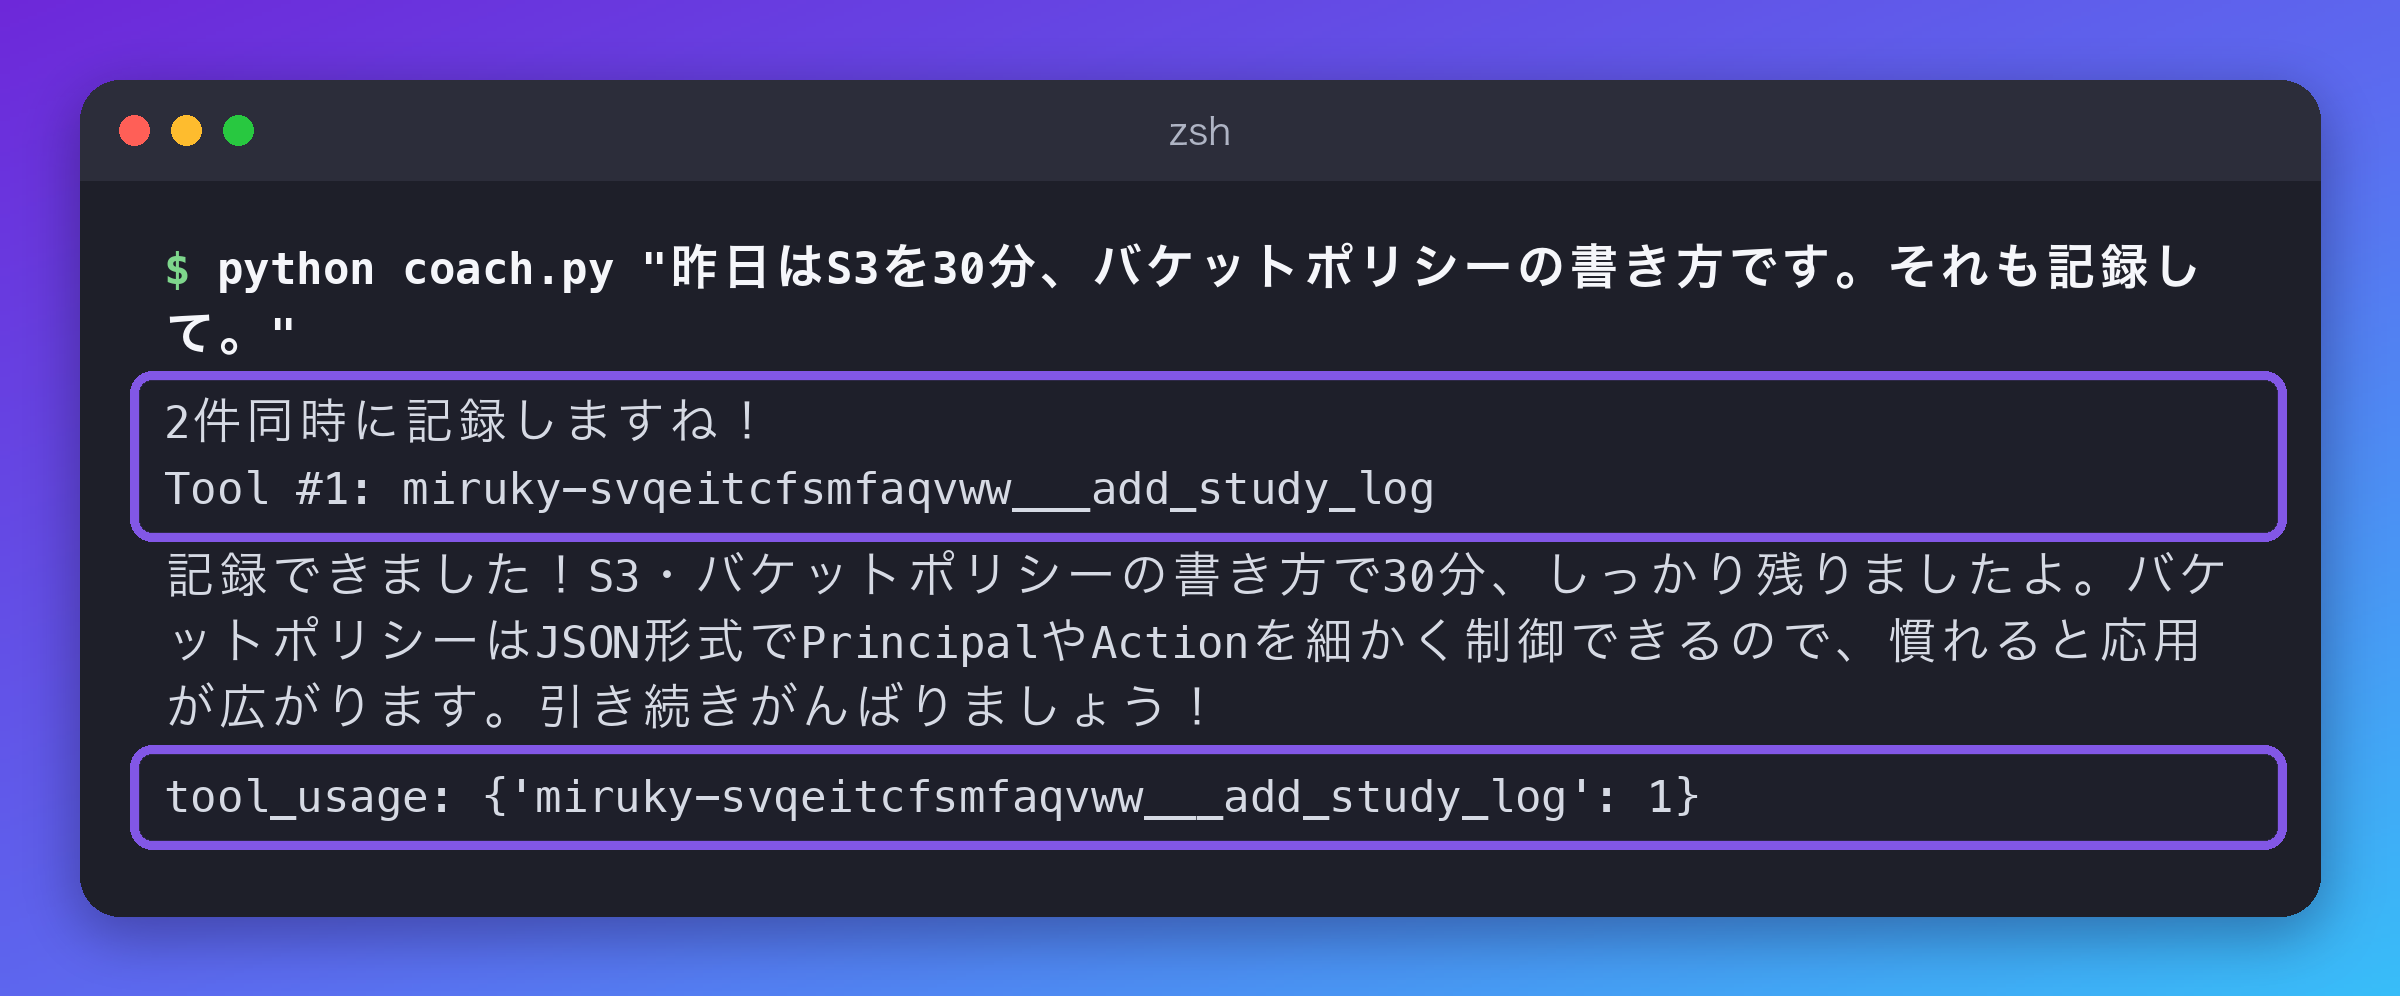 zsh
$ python coach.py "昨日はS3を30分、バケットポリシーの書き方です。それも記録し
て。"
2件同時に記録しますね！
Tool #1: miruky-svqeitcfsmfaqvww___add_study_log
記録できました！S3・バケットポリシーの書き方で30分、しっかり残りましたよ。バケ
ットポリシーはJSON形式でPrincipalやActionを細かく制御できるので、慣れると応用
が広がります。引き続きがんばりましょう！
tool_usage: {'miruky-svqeitcfsmfaqvww___add_study_log': 1}